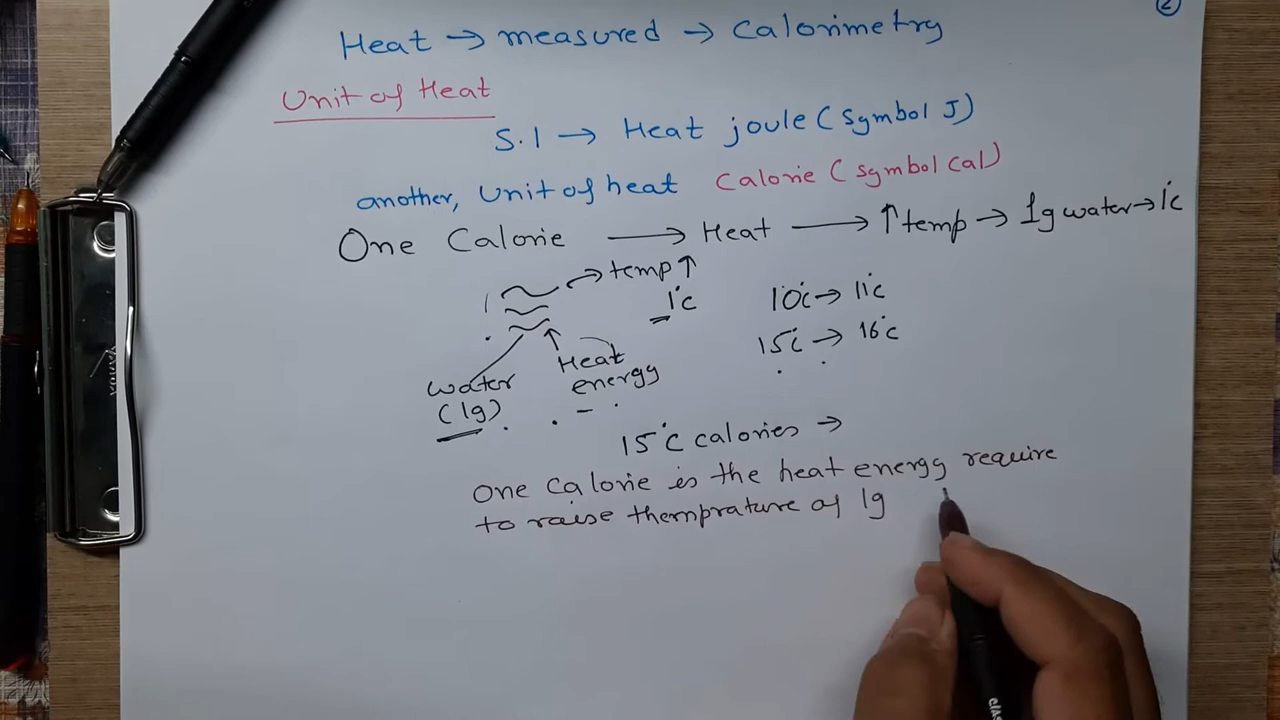 2
Heat → measured → Calorimetry
Unit of Heat
S.I → Heat joule (Symbol J)
another, Unit of heat Calorie (symbol cal)
One Calorie → Heat → ↑ temp → 1g water → 1°c
→ temp ↑
1°c
10°c → 11°c
15°c → 16°c
Heat
energy
water
(1g)
15°C calories →
One calorie is the heat energy require
to raise themprature of 1g